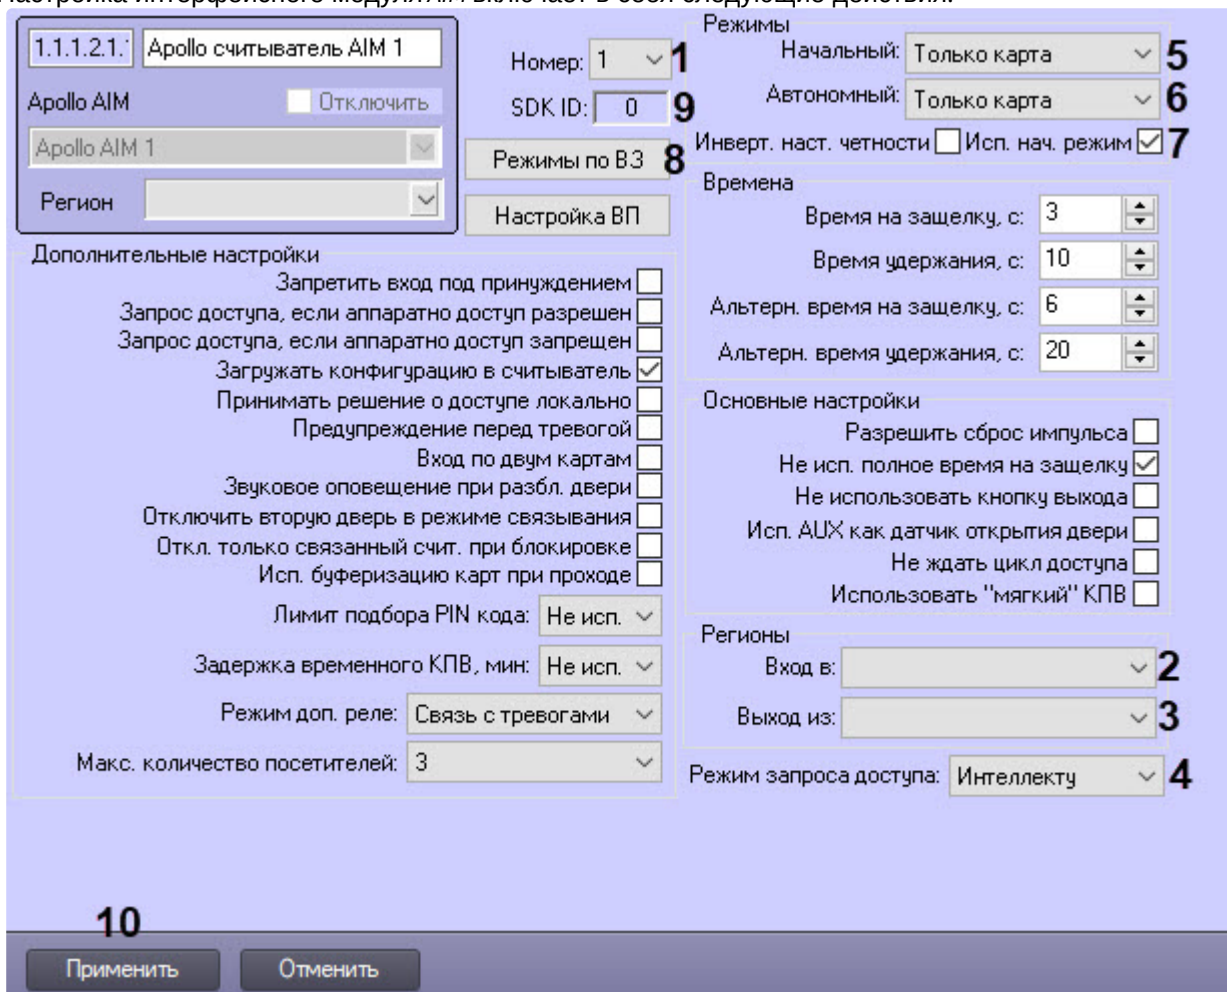 Настройка интерфейсного модуля AIM включает в себя следующие действия:
1.1.1.2.1. Apollo считыватель AIM 1
Apollo AIM Отключить
Apollo AIM 1
Регион
Номер: 1 1
SDK ID: 0 9
Режимы по ВЗ 8
Настройка ВП
Режимы
Начальный: Только карта 5
Автономный: Только карта 6
Инверт. наст. четности Исп. нач. режим 7
Времена
Время на защелку, с: 3
Время удержания, с: 10
Альтерн. время на защелку, с: 6
Альтерн. время удержания, с: 20
Дополнительные настройки
Запретить вход под принуждением
Запрос доступа, если аппаратно доступ разрешен
Запрос доступа, если аппаратно доступ запрещен
Загружать конфигурацию в считыватель
Принимать решение о доступе локально
Предупреждение перед тревогой
Вход по двум картам
Звуковое оповещение при разбл. двери
Отключить вторую дверь в режиме связывания
Откл. только связанный счит. при блокировке
Исп. буферизацию карт при проходе
Лимит подбора PIN кода: Не исп.
Задержка временного КПВ, мин: Не исп.
Режим доп. реле: Связь с тревогами
Макс. количество посетителей: 3
Основные настройки
Разрешить сброс импульса
Не исп. полное время на защелку
Не использовать кнопку выхода
Исп. AUX как датчик открытия двери
Не ждать цикл доступа
Использовать "мягкий" КПВ
Регионы
Вход в: 2
Выход из: 3
Режим запроса доступа: Интеллекту 4
10
Применить Отменить